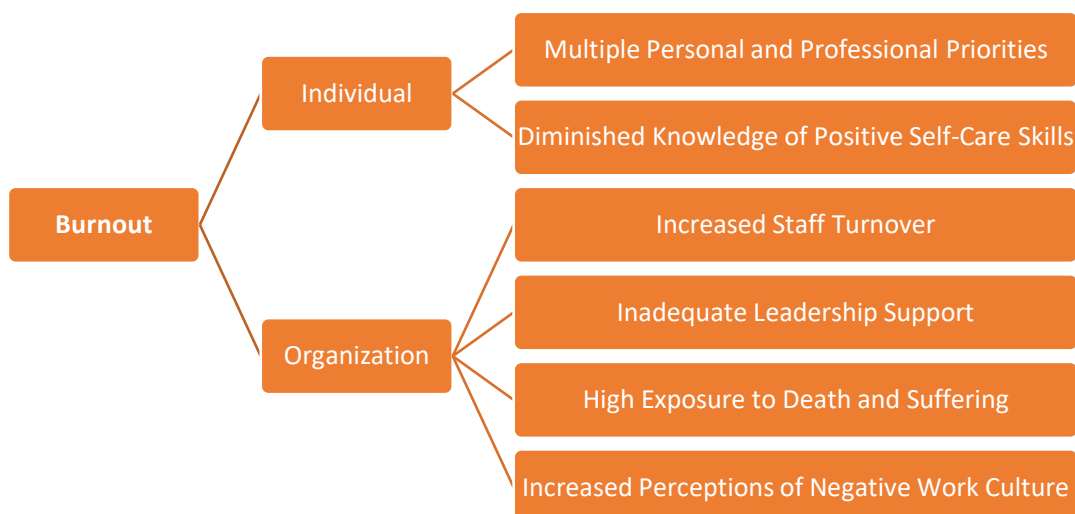 Burnout
Individual
Multiple Personal and Professional Priorities
Diminished Knowledge of Positive Self-Care Skills
Organization
Increased Staff Turnover
Inadequate Leadership Support
High Exposure to Death and Suffering
Increased Perceptions of Negative Work Culture